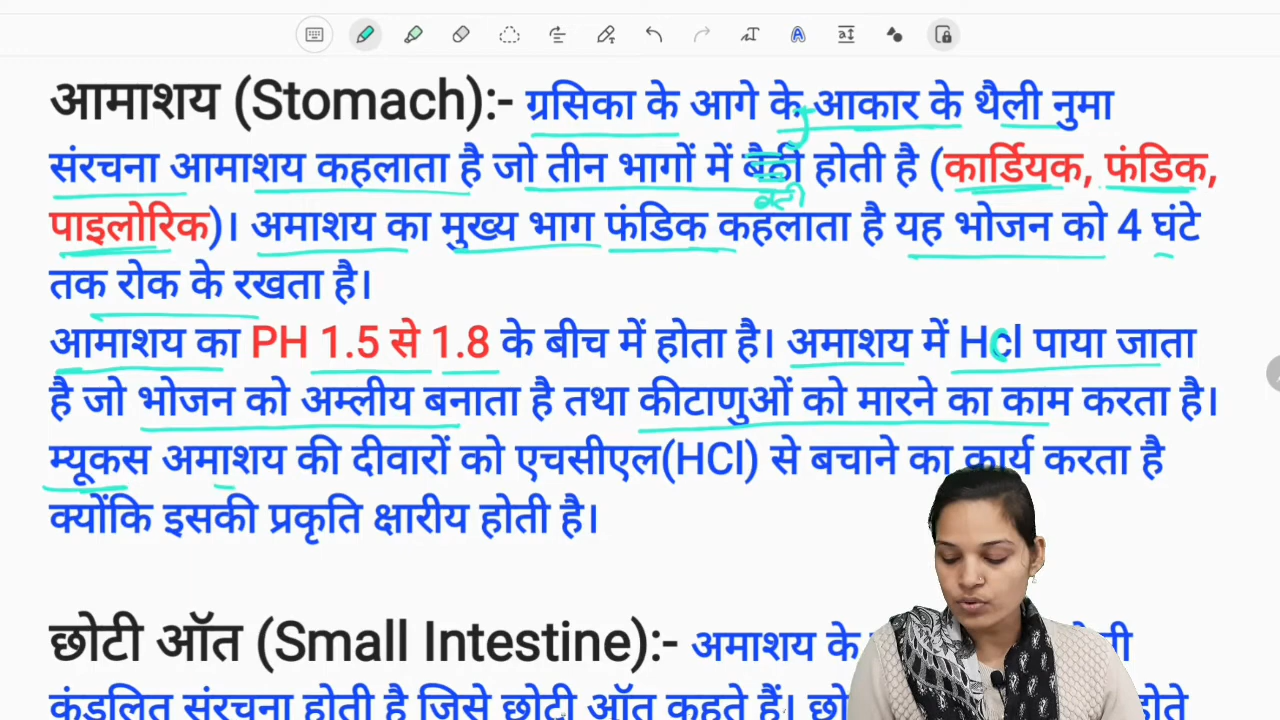 आमाशय (Stomach):- ग्रसिका के आगे के J आकार के थैली नुमा
संरचना आमाशय कहलाता है जो तीन भागों में बैठी होती है (कार्डियक, फंडिक,
बटी
पाइलोरिक)। अमाशय का मुख्य भाग फंडिक कहलाता है यह भोजन को 4 घंटे
तक रोक के रखता है।
आमाशय का PH 1.5 से 1.8 के बीच में होता है। अमाशय में HCl पाया जाता
है जो भोजन को अम्लीय बनाता है तथा कीटाणुओं को मारने का काम करता है।
म्यूकस अमाशय की दीवारों को एचसीएल(HCl) से बचाने का कार्य करता है
क्योंकि इसकी प्रकृति क्षारीय होती है।
छोटी ऑत (Small Intestine):- अमाशय के
कुंडलित संरचना होती है जिसे छोटी ऑत कहते हैं। होते